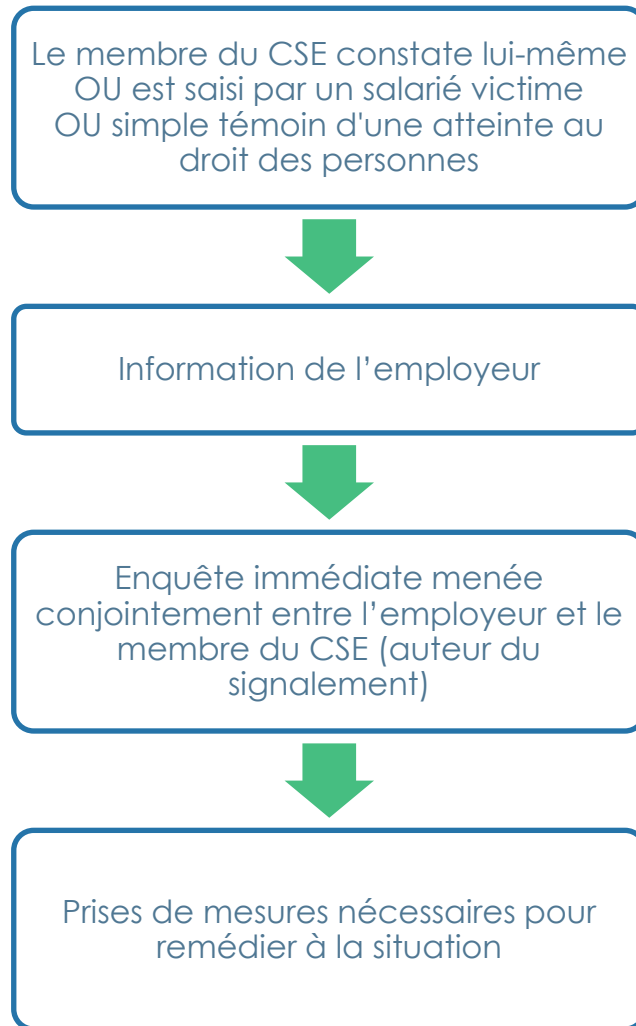 Le membre du CSE constate lui-même
OU est saisi par un salarié victime
OU simple témoin d'une atteinte au
droit des personnes
Information de l’employeur
Enquête immédiate menée
conjointement entre l’employeur et le
membre du CSE (auteur du
signalement)
Prises de mesures nécessaires pour
remédier à la situation